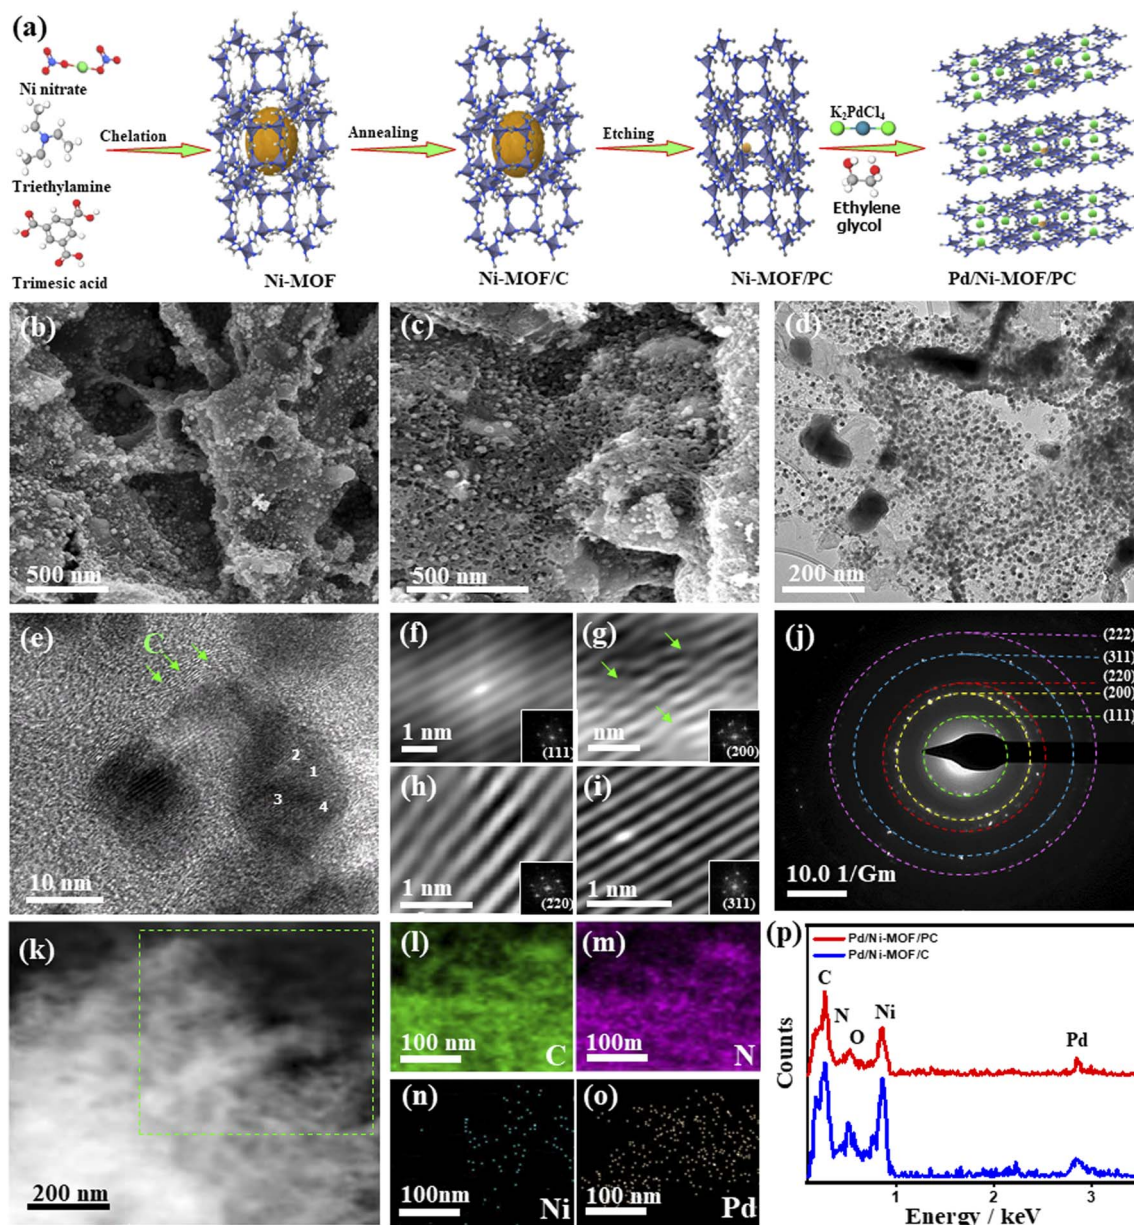 (a)
Ni nitrate
Triethylamine
Trimesic acid
Chelation
Ni-MOF
Annealing
Ni-MOF/C
Etching
Ni-MOF/PC
K₂PdCl₄
Ethylene
glycol
Pd/Ni-MOF/PC
(b)
500 nm
(c)
500 nm
(d)
200 nm
(e)
C
2
1
3
4
10 nm
(f)
1 nm
(111)
(g)
nm
(200)
(h)
1 nm
(220)
(i)
1 nm
(311)
(j)
(222)
(311)
(220)
(200)
(111)
10.0 1/Gm
(k)
200 nm
(l)
100 nm
C
(m)
100m
N
(n)
100nm
Ni
(o)
100 nm
Pd
(p)
Pd/Ni-MOF/PC
Pd/Ni-MOF/C
C
N
O
Ni
Pd
Counts
1
2
3
Energy / keV